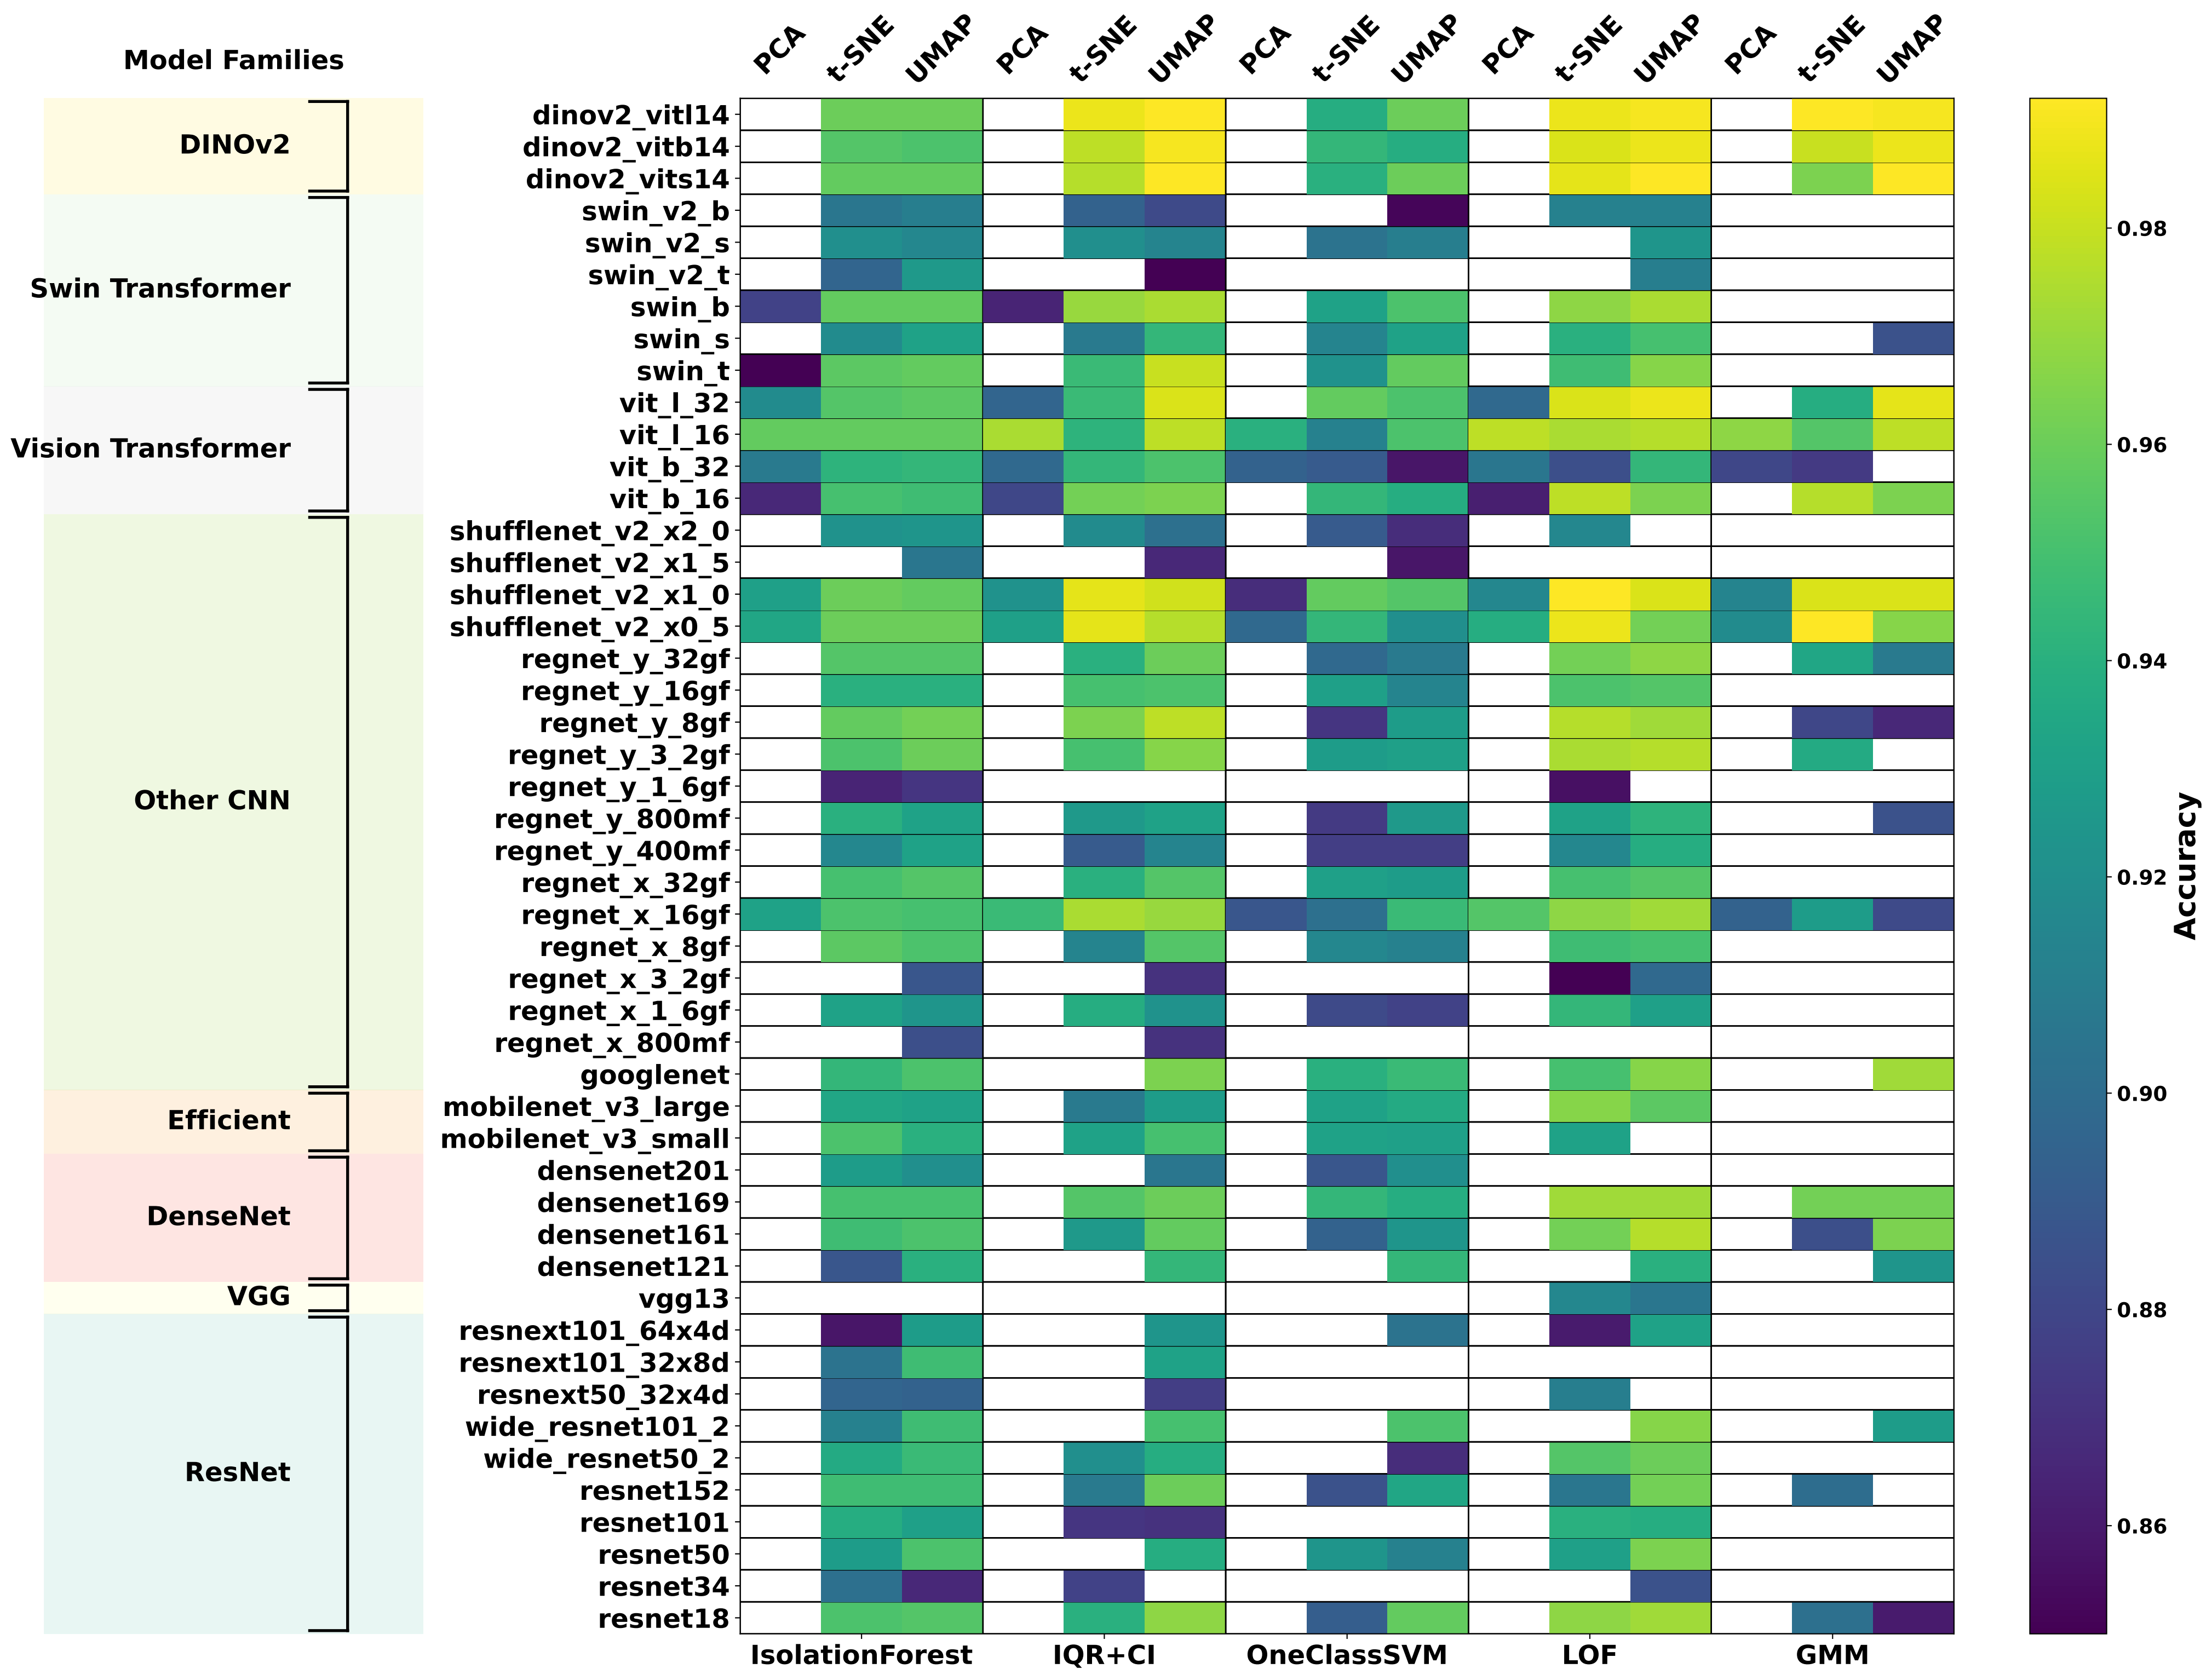 Model Families
PCA t-SNE UMAP PCA t-SNE UMAP PCA t-SNE UMAP PCA t-SNE UMAP PCA t-SNE UMAP
DINOv2
Swin Transformer
Vision Transformer
Other CNN
Efficient
DenseNet
VGG
ResNet
dinov2_vitl14
dinov2_vitb14
dinov2_vits14
swin_v2_b
swin_v2_s
swin_v2_t
swin_b
swin_s
swin_t
vit_l_32
vit_l_16
vit_b_32
vit_b_16
shufflenet_v2_x2_0
shufflenet_v2_x1_5
shufflenet_v2_x1_0
shufflenet_v2_x0_5
regnet_y_32gf
regnet_y_16gf
regnet_y_8gf
regnet_y_3_2gf
regnet_y_1_6gf
regnet_y_800mf
regnet_y_400mf
regnet_x_32gf
regnet_x_16gf
regnet_x_8gf
regnet_x_3_2gf
regnet_x_1_6gf
regnet_x_800mf
googlenet
mobilenet_v3_large
mobilenet_v3_small
densenet201
densenet169
densenet161
densenet121
vgg13
resnext101_64x4d
resnext101_32x8d
resnext50_32x4d
wide_resnet101_2
wide_resnet50_2
resnet152
resnet101
resnet50
resnet34
resnet18
IsolationForest IQR+CI OneClassSVM LOF GMM
0.98
0.96
0.94
0.92
0.90
0.88
0.86
Accuracy